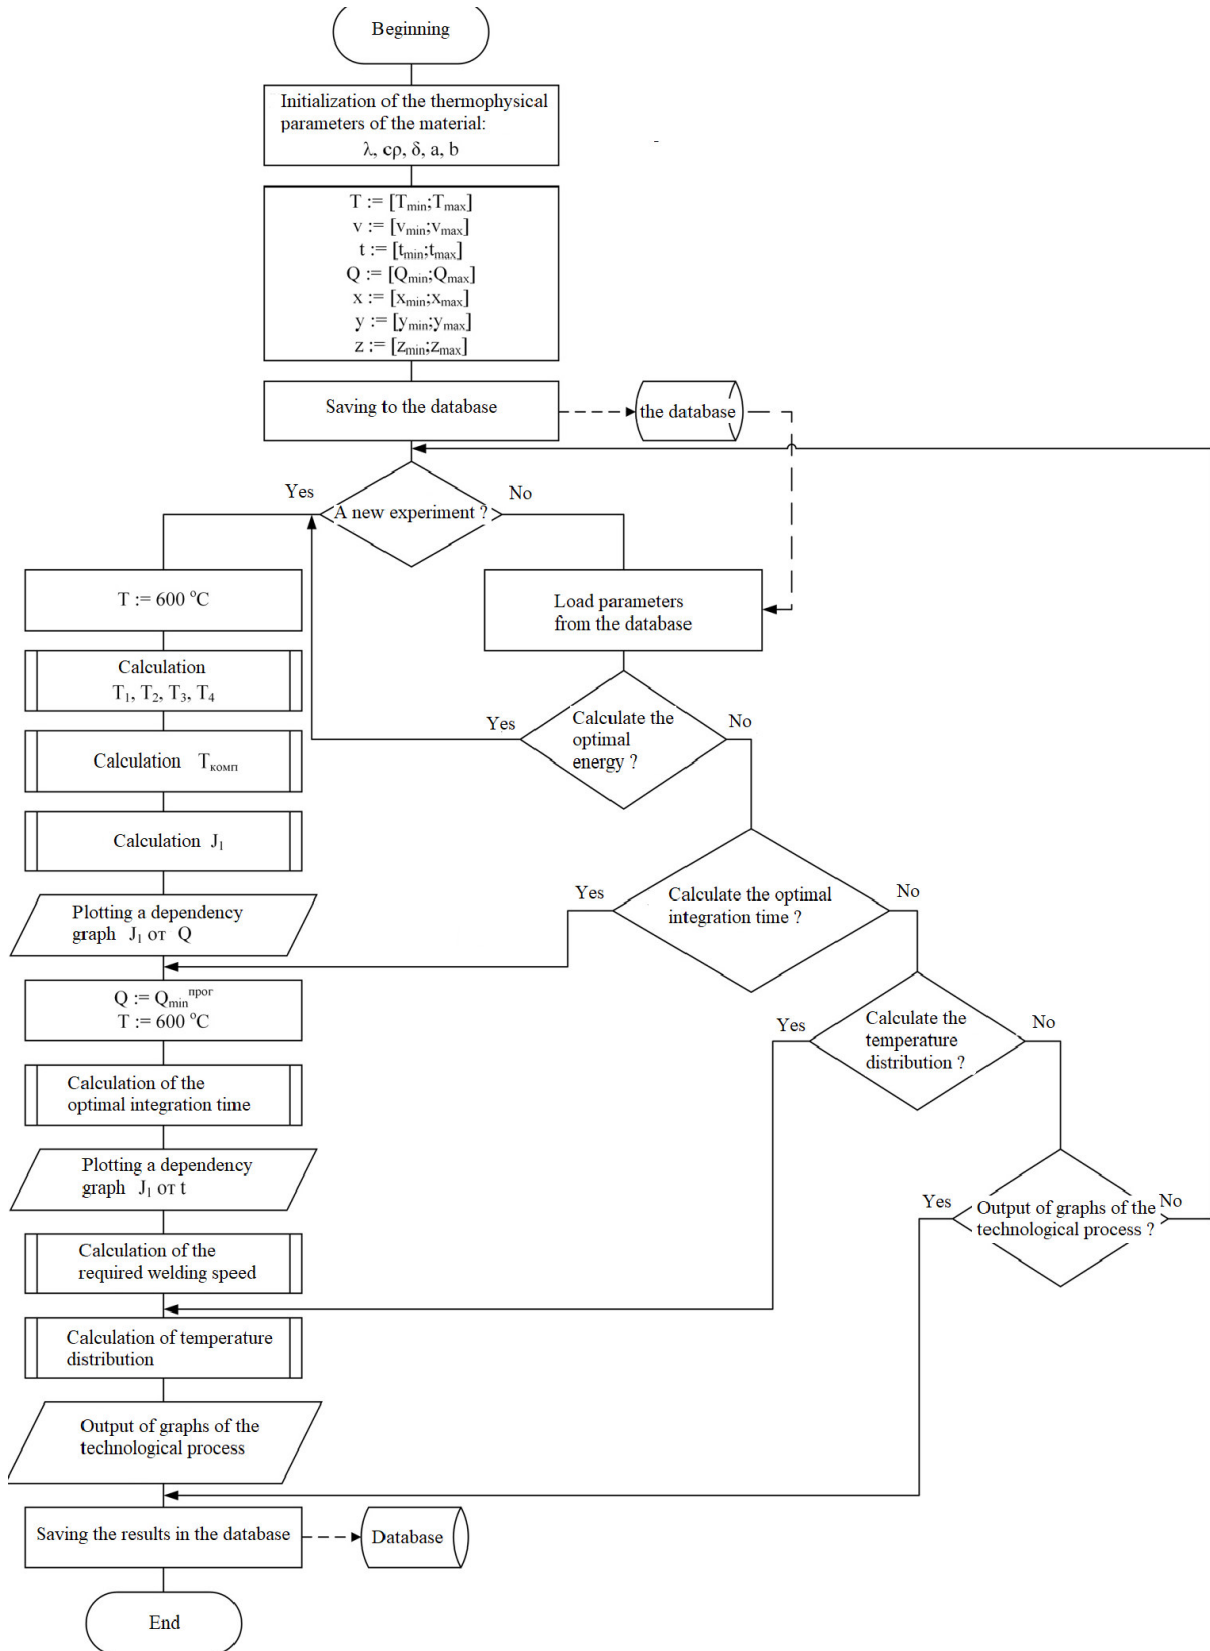 Beginning
Initialization of the thermophysical
parameters of the material:
λ, cρ, δ, a, b
T := [Tmin;Tmax]
v := [vmin;vmax]
t := [tmin;tmax]
Q := [Qmin;Qmax]
x := [xmin;xmax]
y := [ymin;ymax]
z := [zmin;zmax]
Saving to the database
the database
Yes
No
A new experiment ?
T := 600 °C
Load parameters
from the database
Calculation
T1, T2, T3, T4
Yes
Calculate the
optimal
energy ?
No
Calculation Tкомп
Calculation J1
Yes
Calculate the optimal
integration time ?
No
Plotting a dependency
graph J1 от Q
Q := Qminпрог
T := 600 °C
Yes
Calculate the
temperature
distribution ?
No
Calculation of the
optimal integration time
Plotting a dependency
graph J1 от t
Yes
Output of graphs of the
technological process ?
No
Calculation of the
required welding speed
Calculation of temperature
distribution
Output of graphs of the
technological process
Saving the results in the database
Database
End